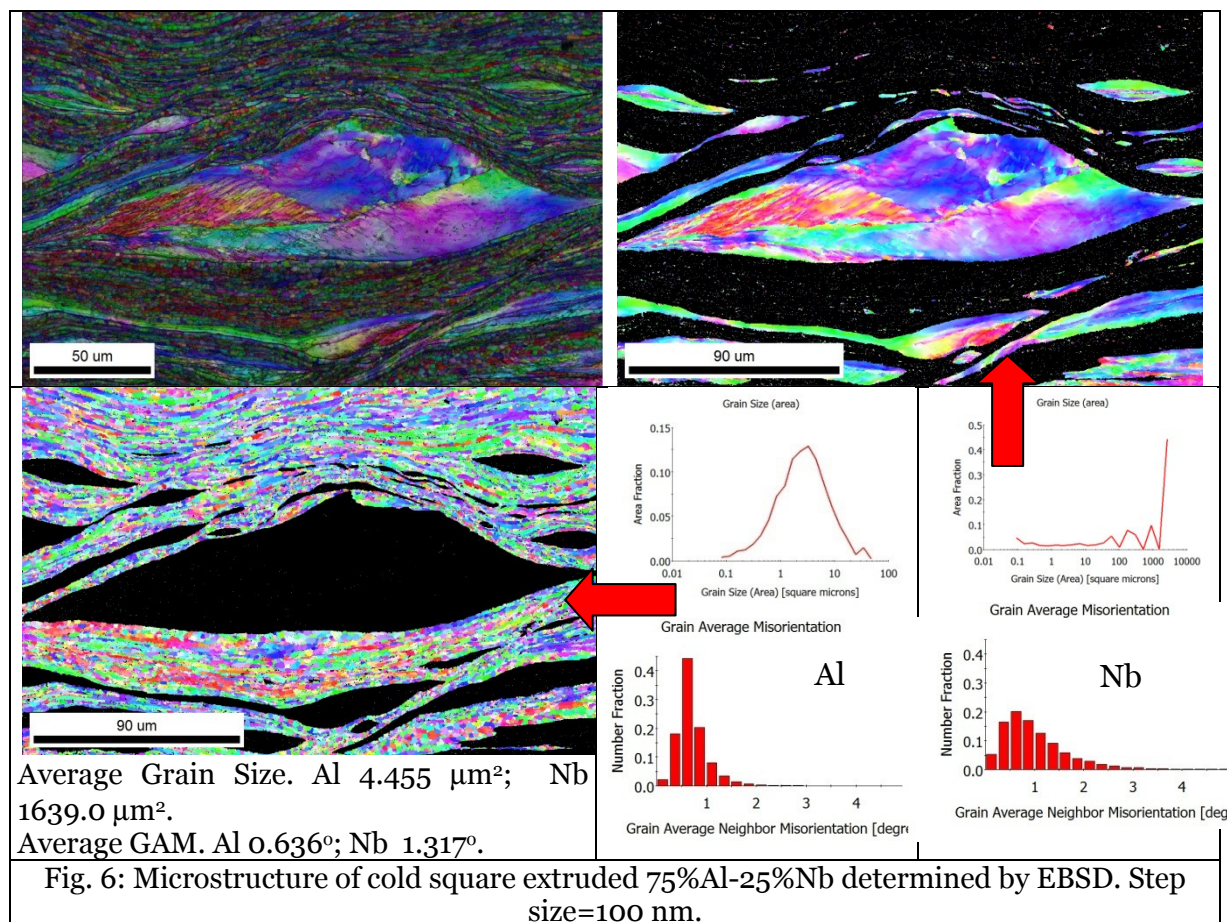 50 um
90 um
90 um
Grain Size (area)
0.15
0.10
0.05
0.00
Area Fraction
0.01 0.1 1 10 100
Grain Size (Area) [square microns]
Grain Average Misorientation
Al
0.4
0.3
0.2
0.1
0.0
Number Fraction
1 2 3 4
Grain Average Neighbor Misorientation [degre
Grain Size (area)
0.5
0.4
0.3
0.2
0.1
0.0
Area Fraction
0.01 0.1 1 10 100 1000 10000
Grain Size (Area) [square microns]
Grain Average Misorientation
Nb
0.4
0.3
0.2
0.1
0.0
Number Fraction
1 2 3 4
Grain Average Neighbor Misorientation [deg
Average Grain Size. Al 4.455 µm²; Nb
1639.0 µm².
Average GAM. Al 0.636°; Nb 1.317°.
Fig. 6: Microstructure of cold square extruded 75%Al-25%Nb determined by EBSD. Step
size=100 nm.